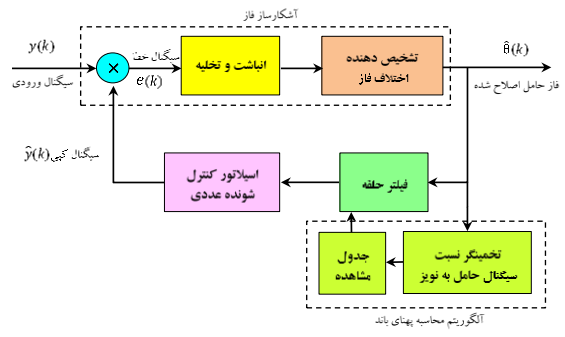 آشکارساز فاز
y(k)
سیگنال ورودی
×
سیگنال خطا
e(k)
انباشت و تخلیه
تشخیص دهنده
اختلاف فاز
θ̂(k)
فاز حامل اصلاح شده
سیگنال کپی ŷ(k)
اسیلاتور کنترل
شونده عددی
فیلتر حلقه
جدول
مشاهده
تخمینگر نسبت
سیگنال حامل به نویز
آلگوریتم محاسبه پهنای باند